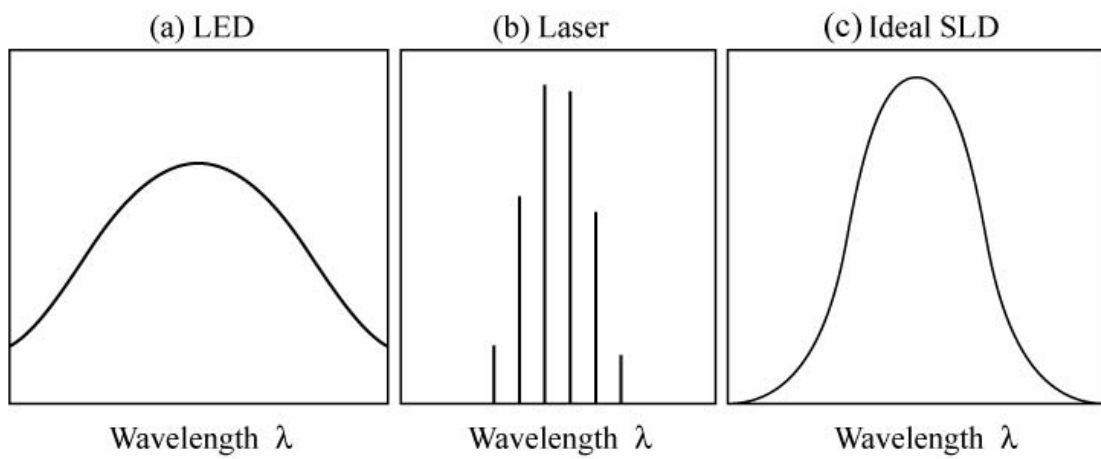 (a) LED
(b) Laser
(c) Ideal SLD
Wavelength λ
Wavelength λ
Wavelength λ